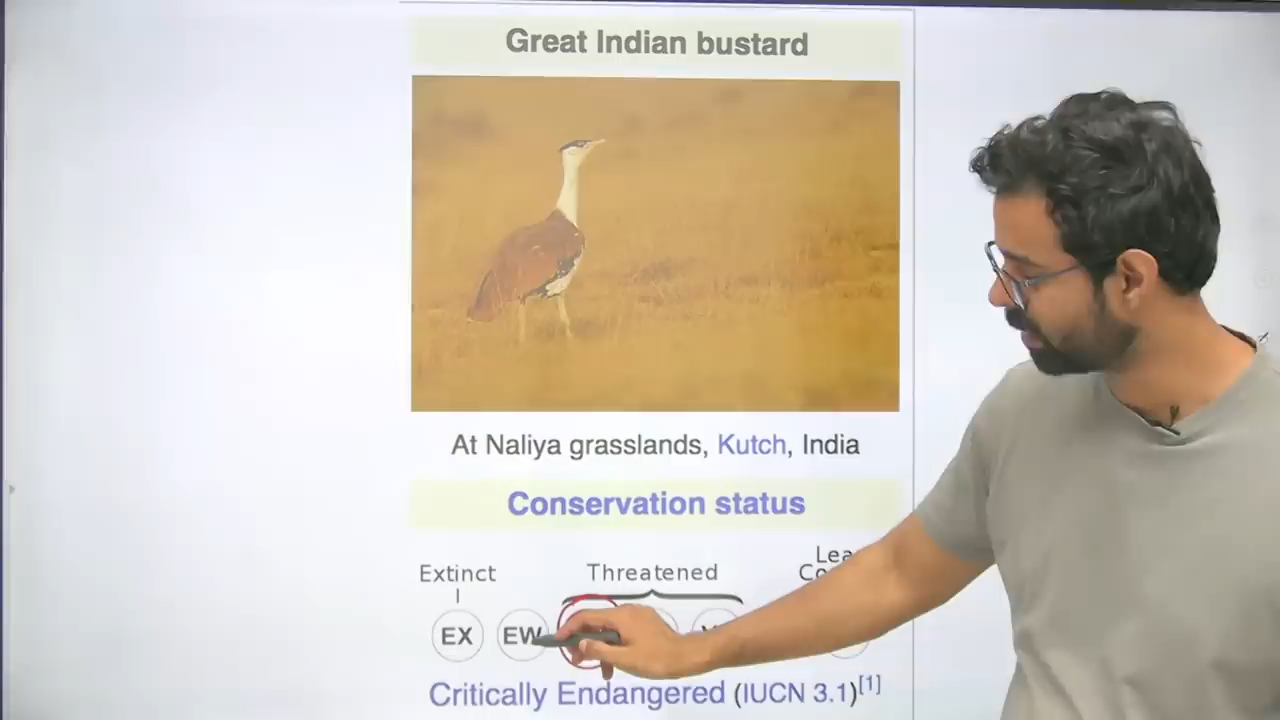 Great Indian bustard
At Naliya grasslands, Kutch, India
Conservation status
Extinct Threatened
EX EW
Critically Endangered (IUCN 3.1)[1]